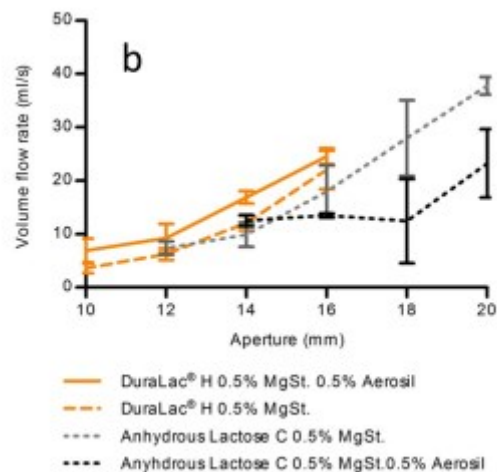 b
Volume flow rate (ml/s)
50
40
30
20
10
0
10 12 14 16 18 20
Aperture (mm)
DuraLac® H 0.5% MgSt. 0.5% Aerosil
DuraLac® H 0.5% MgSt.
Anhydrous Lactose C 0.5% MgSt.
Anyhdrous Lactose C 0.5% MgSt.0.5% Aerosil